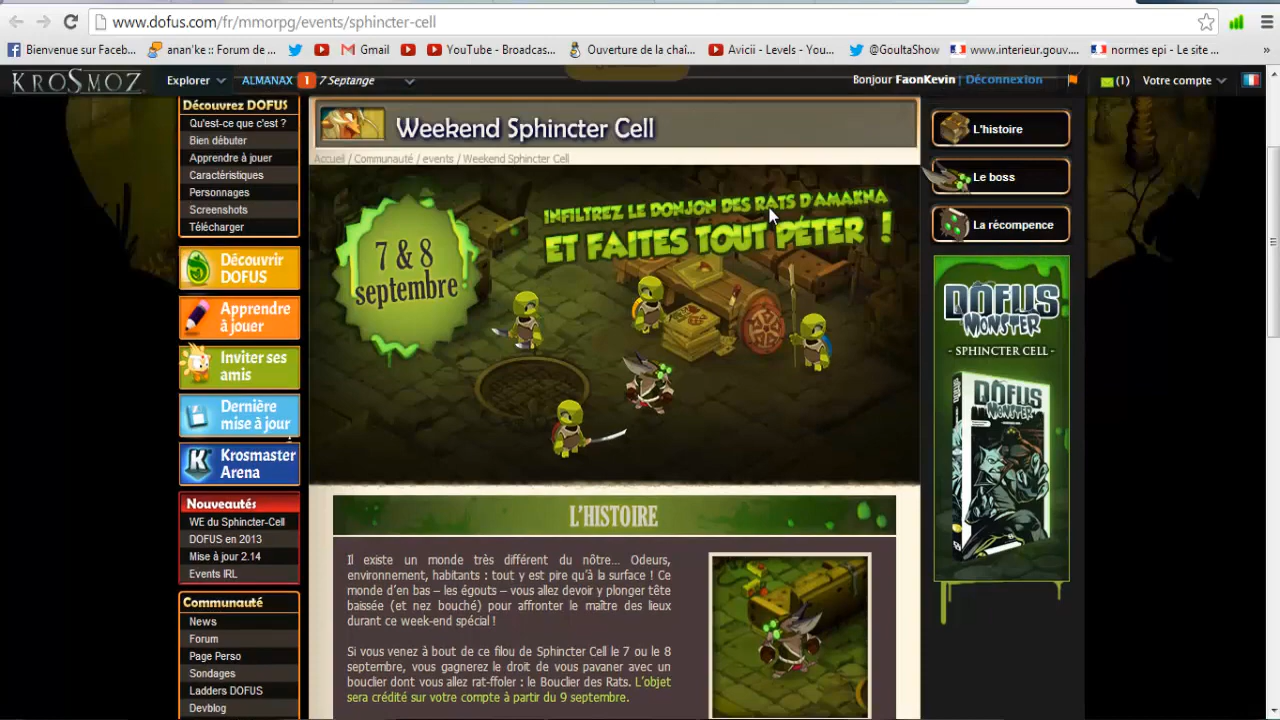 www.dofus.com/fr/mmorpg/events/sphincter-cell
Bienvenue sur Faceb...
anan'ke :: Forum de ...
Gmail
YouTube - Broadcas...
Ouverture de la chai...
Avicii - Levels - You...
@GoultaShow
www.interieur.gouv....
normes epi - Le site ...
»
KROSMOZ
Explorer
ALMANAX
1
7 Septange
Bonjour FaonKevin | Déconnexion
(1)
Votre compte
Découvrez DOFUS
Qu'est-ce que c'est ?
Bien débuter
Apprendre à jouer
Caractéristiques
Personnages
Screenshots
Télécharger
Découvrir
DOFUS
Apprendre
à jouer
Inviter ses
amis
Dernière
mise à jour
Krosmaster
Arena
Nouveautés
WE du Sphincter-Cell
DOFUS en 2013
Mise à jour 2.14
Events IRL
Communauté
News
Forum
Page Perso
Sondages
Ladders DOFUS
Devblog
Weekend Sphincter Cell
Accueil / Communauté / events / Weekend Sphincter Cell
7 & 8
septembre
INFILTREZ LE DONJON DES RATS D'AMAKNA
ET FAITES TOUT PÉTER !
L'HISTOIRE
Il existe un monde très différent du nôtre... Odeurs,
environnement, habitants : tout y est pire qu'à la surface ! Ce
monde d'en bas – les égouts – vous allez devoir y plonger tête
baissée (et nez bouché) pour affronter le maître des lieux
durant ce week-end spécial !
Si vous venez à bout de ce filou de Sphincter Cell le 7 ou le 8
septembre, vous gagnerez le droit de vous pavaner avec un
bouclier dont vous allez rat-ffoler : le Bouclier des Rats. L'objet
sera crédité sur votre compte à partir du 9 septembre.
L'histoire
Le boss
La récompense
DOFUS
MONSTER
- SPHINCTER CELL -
DOFUS
MONSTER